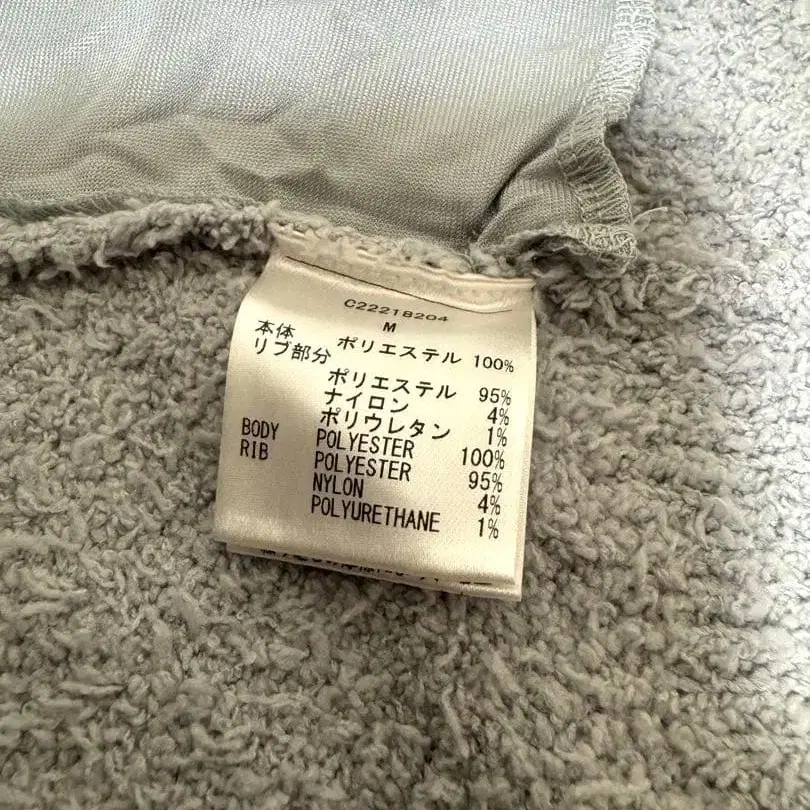 C22218204
M
本体 ポリエステル 100%
リブ部分
ポリエステル 95%
ナイロン 4%
ポリウレタン 1%
BODY POLYESTER 100%
RIB POLYESTER 95%
NYLON 4%
POLYURETHANE 1%